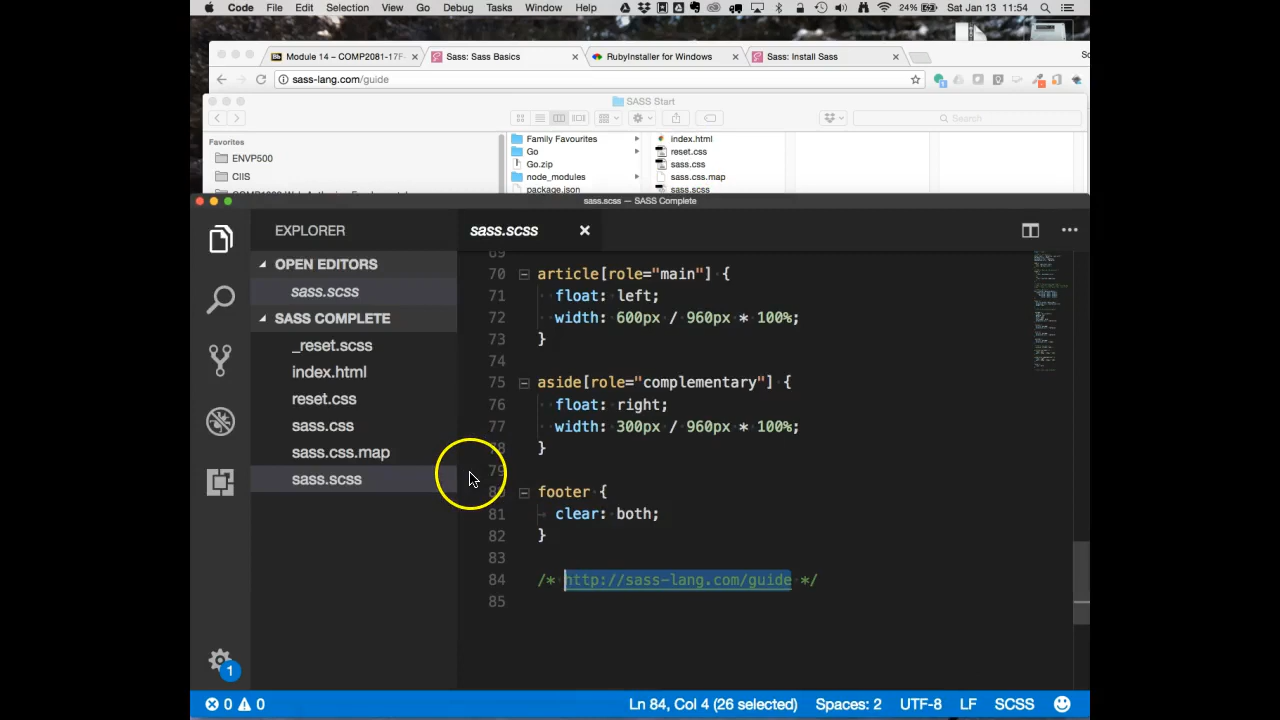 Code File Edit Selection View Go Debug Tasks Window Help 24% Sat Jan 13 11:54
Module 14 – COMP2081-17F Sass: Sass Basics RubyInstaller for Windows Sass: Install Sass
sass-lang.com/guide
SASS Start
Search
Favorites
ENVP500
CIIS
Family Favourites
Go
Go.zip
node_modules
package.json
index.html
reset.css
sass.css
sass.css.map
sass.scss
sass.scss — SASS Complete
EXPLORER
OPEN EDITORS
sass.scss
SASS COMPLETE
_reset.scss
index.html
reset.css
sass.css
sass.css.map
sass.scss
1
sass.scss
69
70 article[role="main"] {
71 float: left;
72 width: 600px / 960px * 100%;
73 }
74
75 aside[role="complementary"] {
76 float: right;
77 width: 300px / 960px * 100%;
78 }
79
80 footer {
81 clear: both;
82 }
83
84 /* http://sass-lang.com/guide */
85
0 0 Ln 84, Col 4 (26 selected) Spaces: 2 UTF-8 LF SCSS